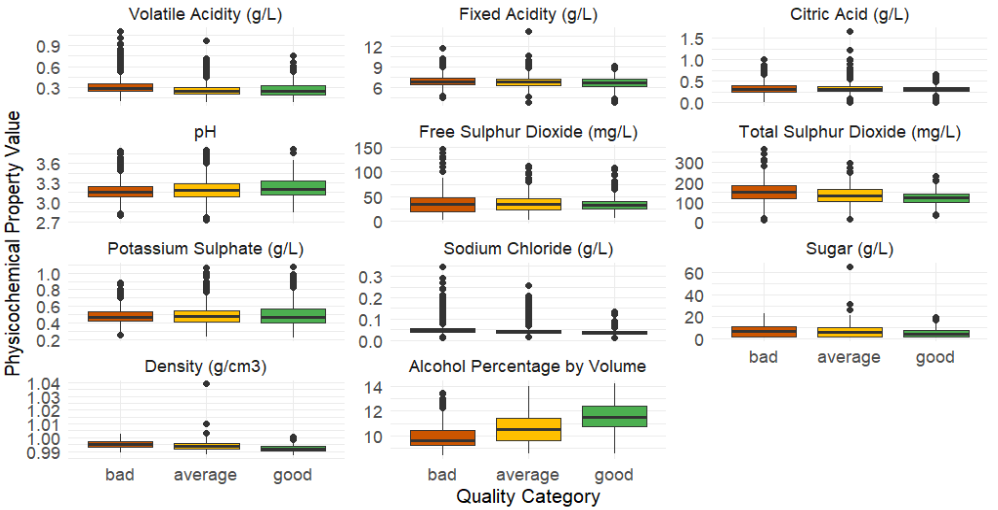 Volatile Acidity (g/L)
Fixed Acidity (g/L)
Citric Acid (g/L)
0.9
0.6
0.3
12
9
6
1.5
1.0
0.5
0.0
pH
Free Sulphur Dioxide (mg/L)
Total Sulphur Dioxide (mg/L)
3.6
3.3
3.0
2.7
150
100
50
0
300
200
100
0
Potassium Sulphate (g/L)
Sodium Chloride (g/L)
Sugar (g/L)
1.0
0.8
0.6
0.4
0.2
0.3
0.2
0.1
0.0
60
40
20
0
bad average good
Density (g/cm3)
Alcohol Percentage by Volume
1.04
1.03
1.02
1.01
1.00
0.99
14
12
10
bad average good
bad average good
Physicochemical Property Value
Quality Category